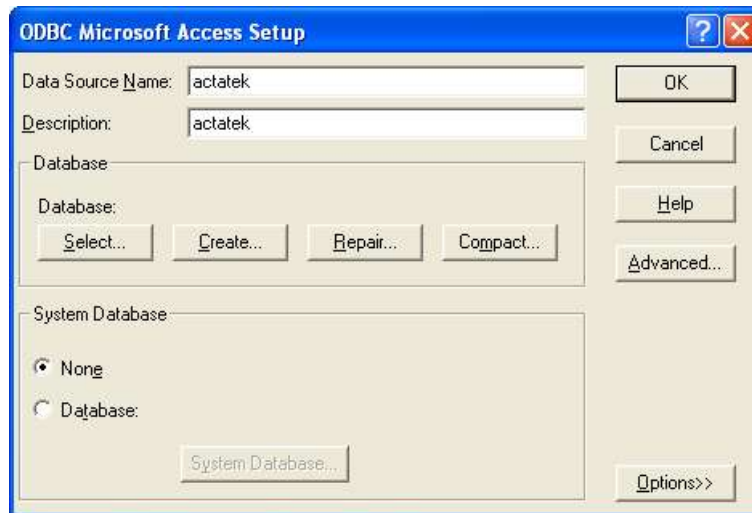 ODBC Microsoft Access Setup
Data Source Name: actatek
OK
Description: actatek
Cancel
Database
Database:
Help
Select... Create... Repair... Compact...
Advanced...
System Database
None
Database:
System Database...
Options>>